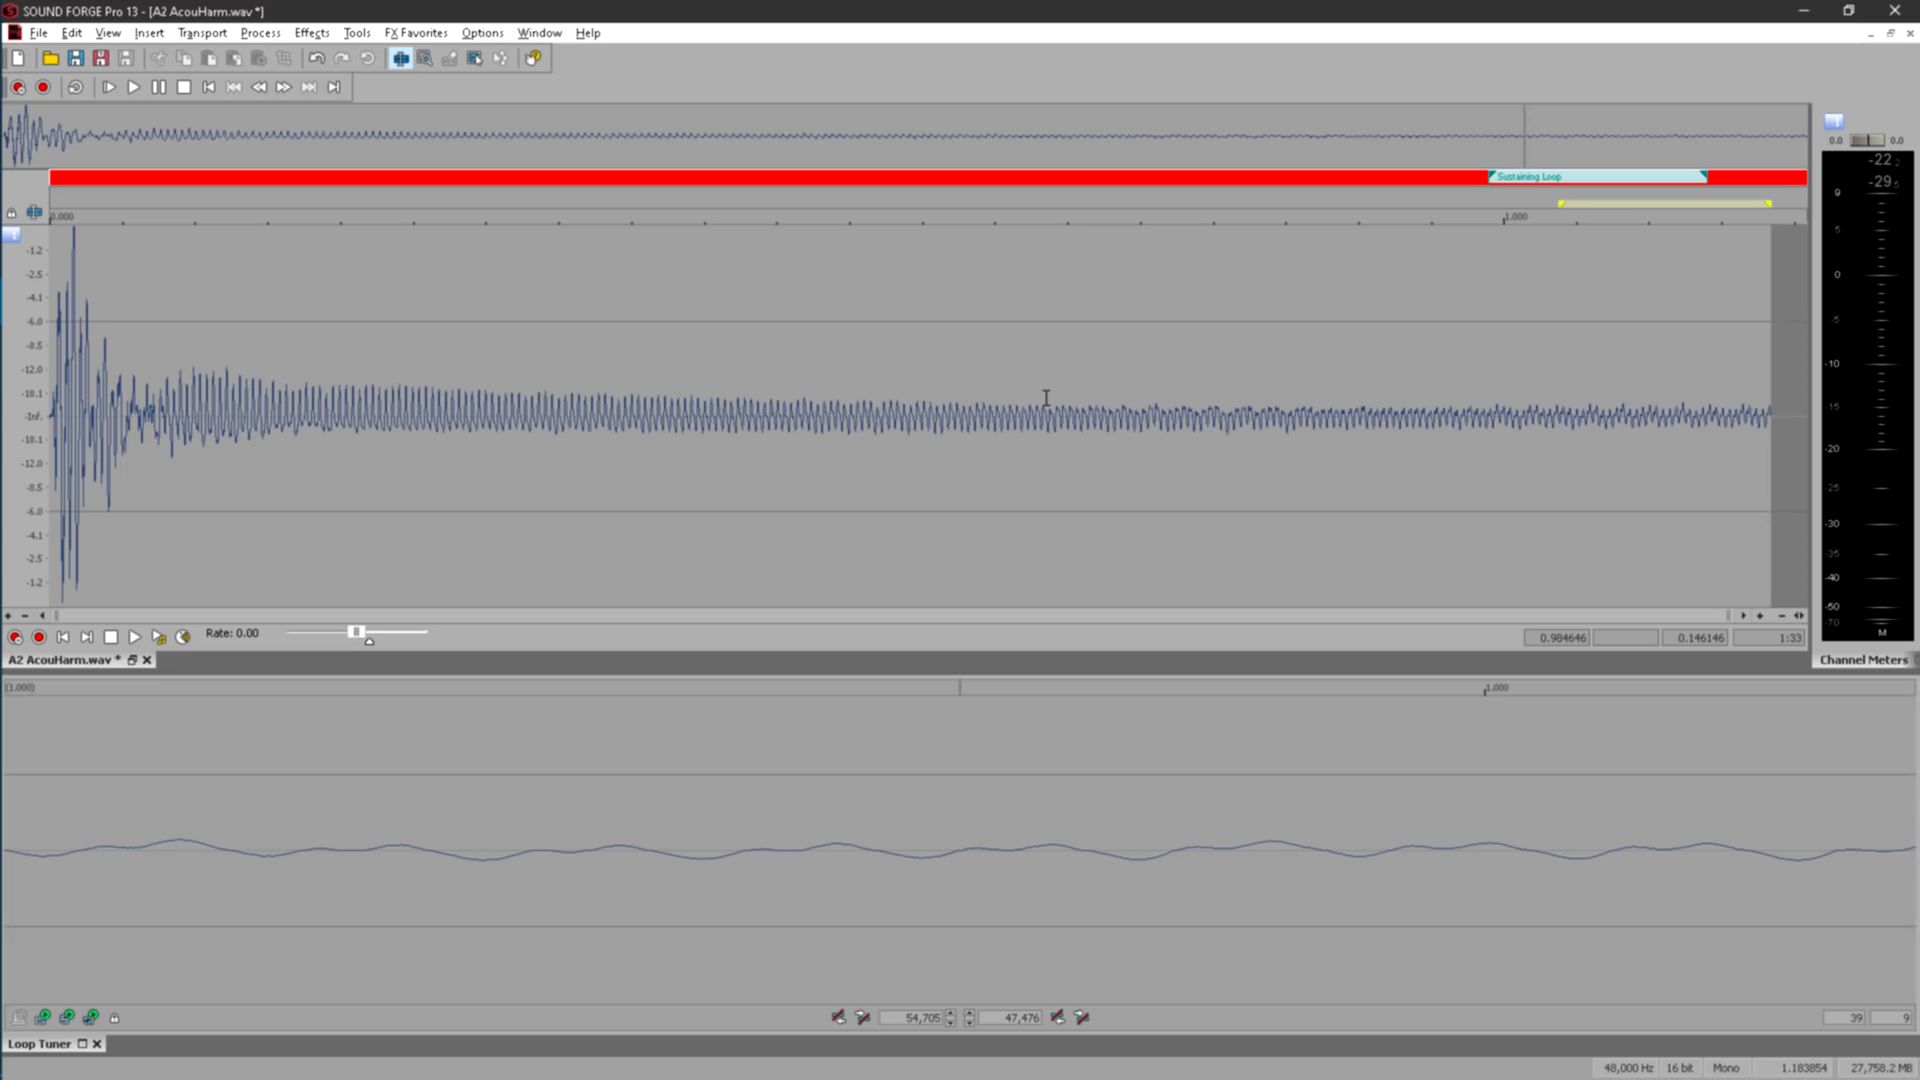 SOUND FORGE Pro 13 - [A2 AcouHarm.wav *]
File Edit View Insert Transport Process Effects Tools FX Favorites Options Window Help
0.0 0.0
-22.2
-29.5
Sustaining Loop
0.000 1.000
-1.2
-2.5
-4.1
-6.0
-8.5
-12.0
-18.1
-Inf.
-18.1
-12.0
-8.5
-6.0
-4.1
-2.5
-1.2
9
5
0
-5
-10
-15
-20
-25
-30
-35
-40
-50
-70
M
Rate: 0.00
0.984646 0.146146 1:33
A2 AcouHarm.wav *
Channel Meters
(1.000) 1.000
54,705 47,476 39 9
Loop Tuner
48,000 Hz 16 bit Mono 1.183854 27,758.2 MB